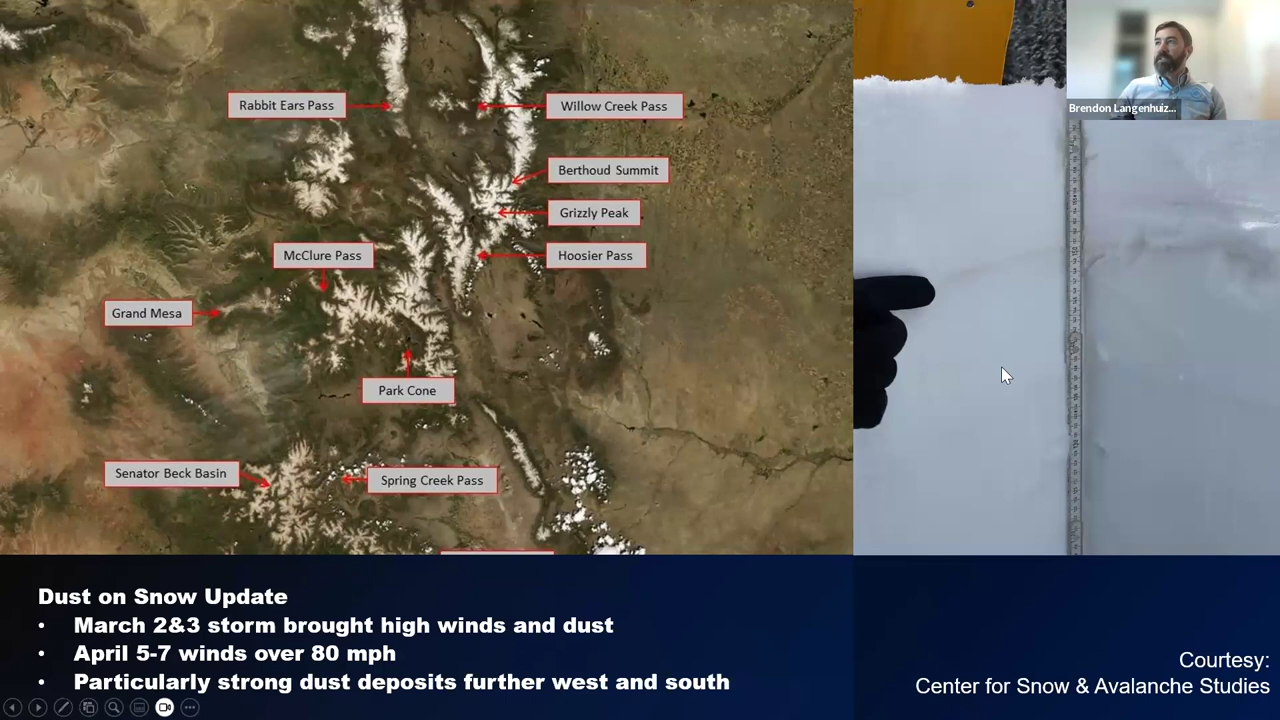 Rabbit Ears Pass
Willow Creek Pass
Berthoud Summit
Grizzly Peak
McClure Pass
Hoosier Pass
Grand Mesa
Park Cone
Senator Beck Basin
Spring Creek Pass
Brendon Langenhuiz...
Dust on Snow Update
• March 2&3 storm brought high winds and dust
• April 5-7 winds over 80 mph
• Particularly strong dust deposits further west and south
Courtesy:
Center for Snow & Avalanche Studies